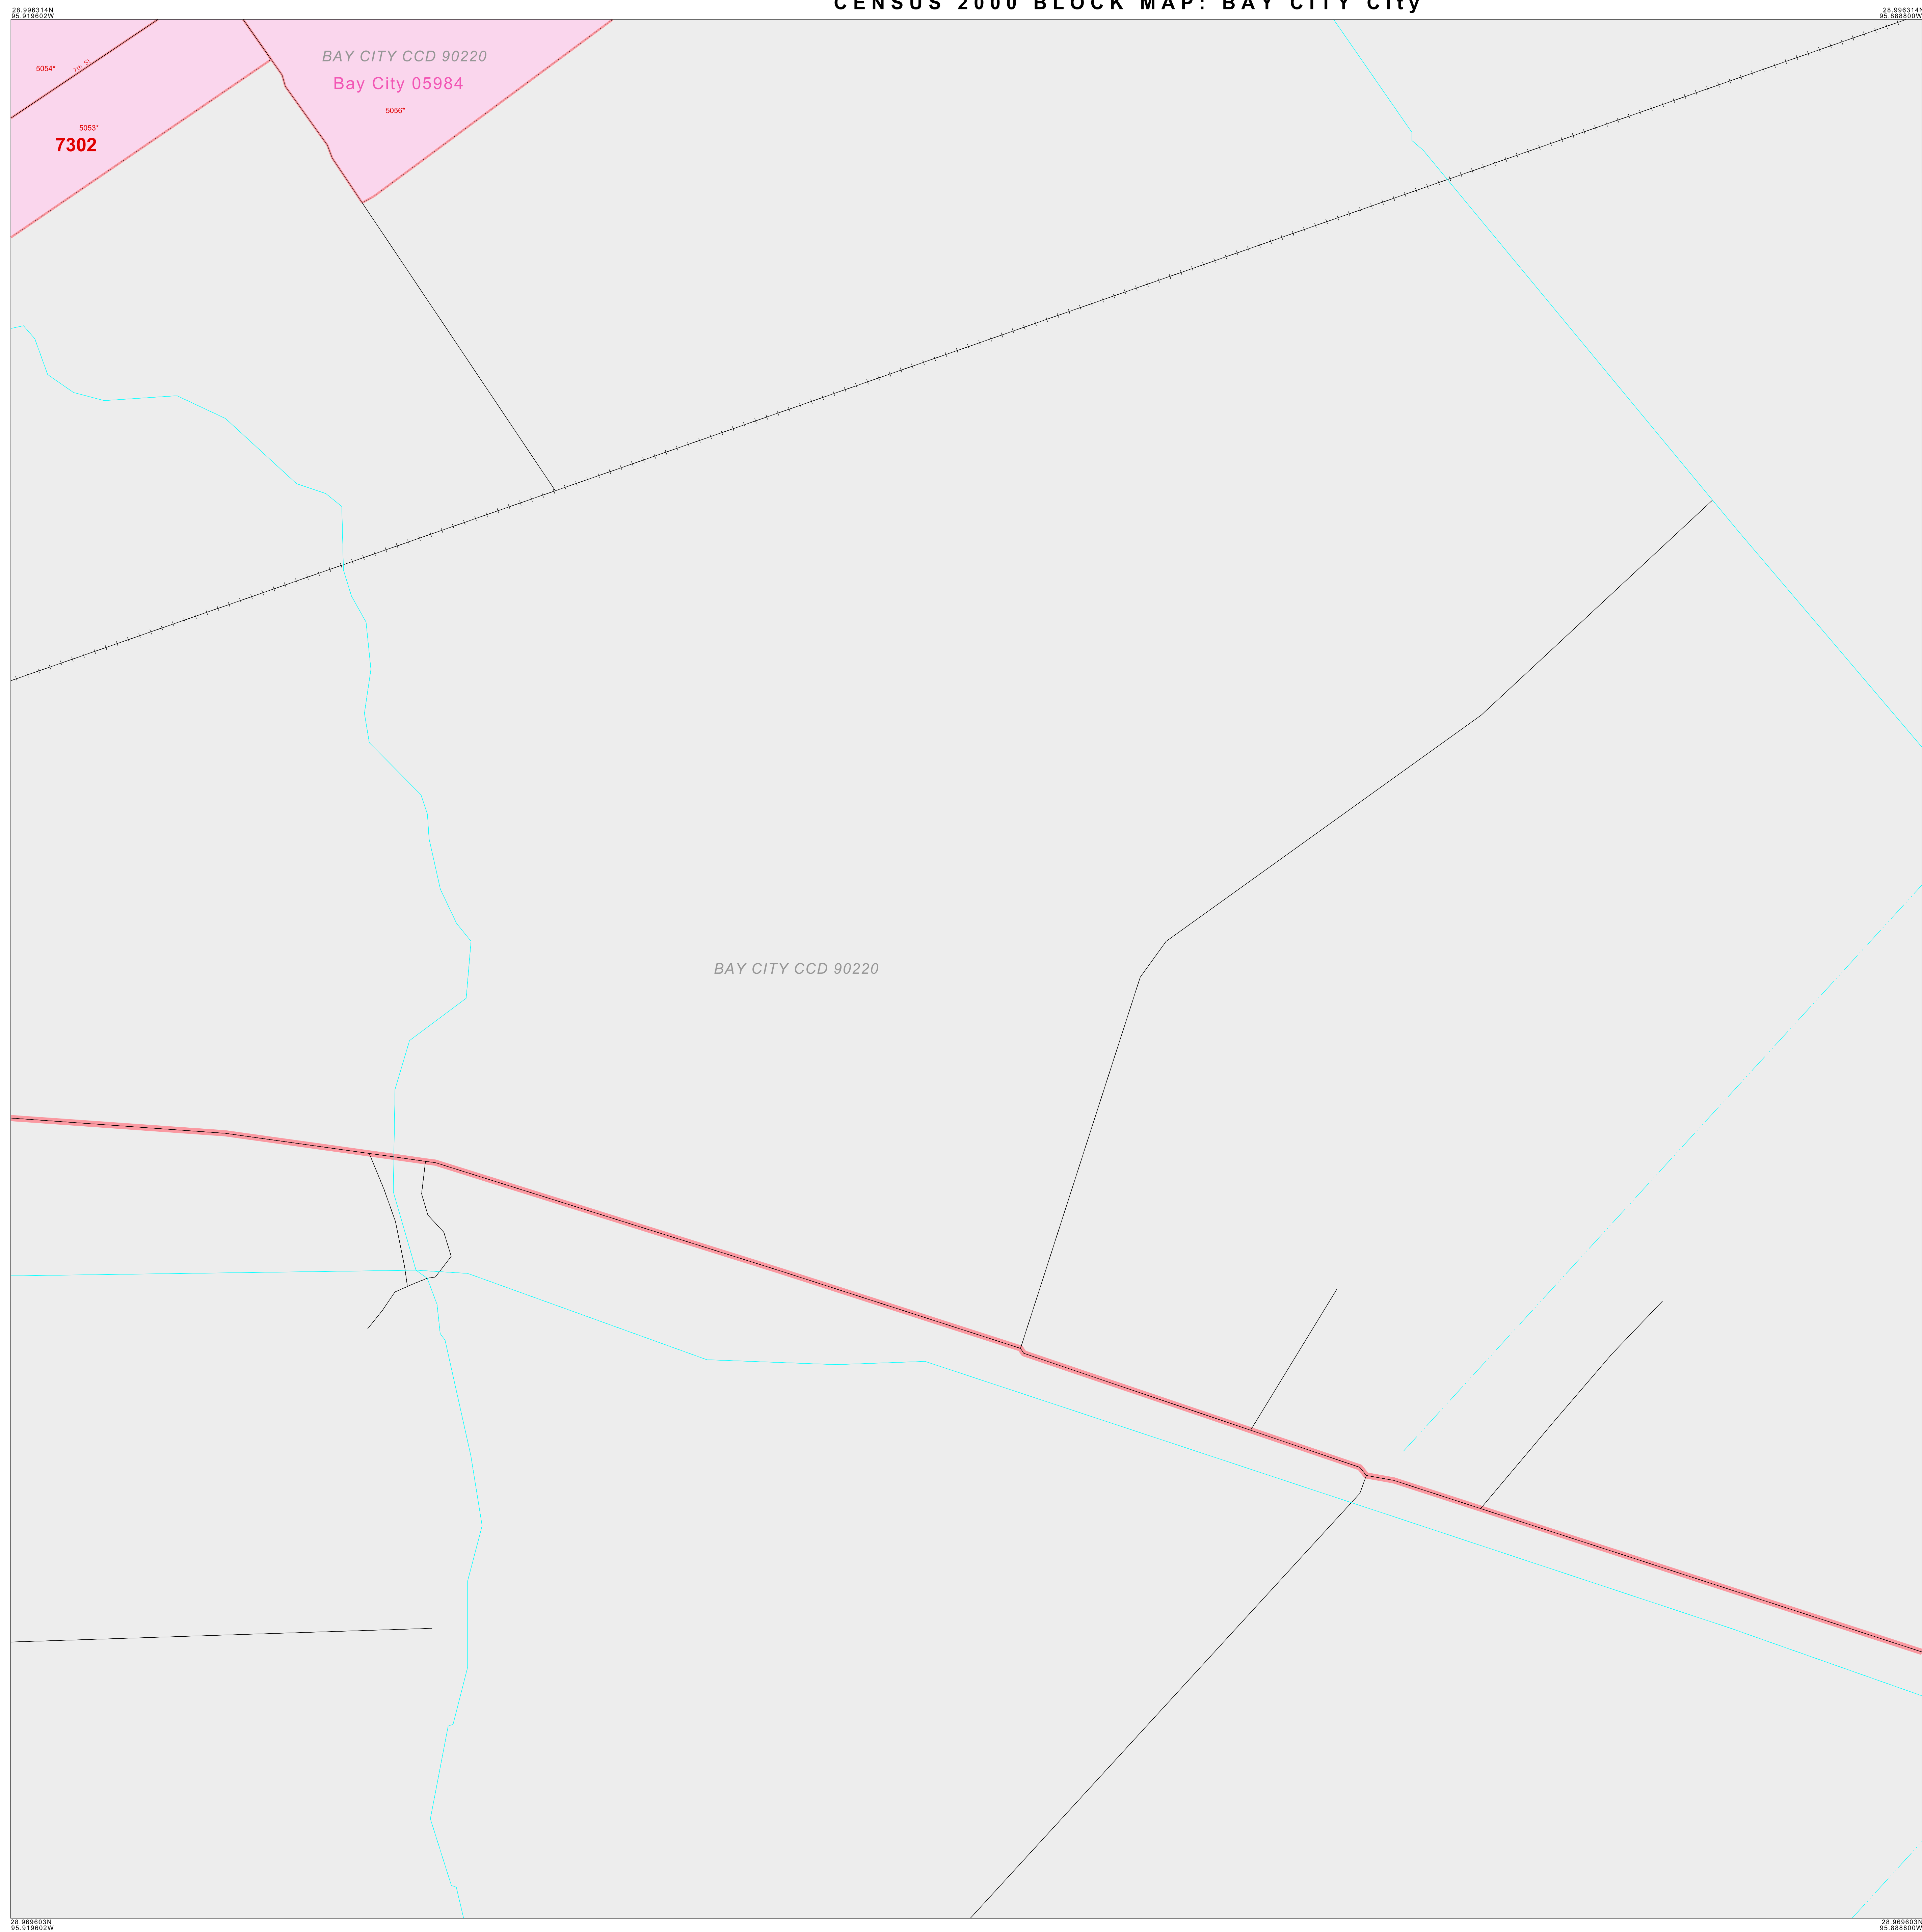 CENSUS 2000 BLOCK MAP: BAY CITY city
28.996314N
95.919602W
28.996314N
95.888800W
BAY CITY CCD 90220
Bay City 05984
5054*
7th St
5056*
5053*
7302
BAY CITY CCD 90220
28.969603N
95.919602W
28.969603N
95.888800W